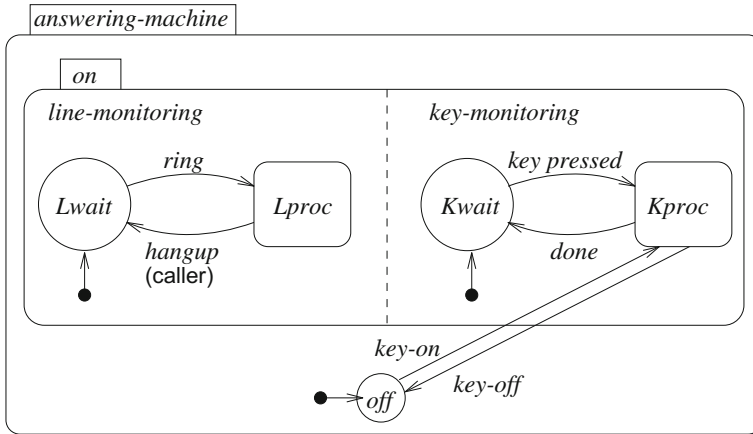 answering-machine
on
line-monitoring
key-monitoring
ring
key pressed
Lwait
Lproc
Kwait
Kproc
hangup
(caller)
done
key-on
key-off
off